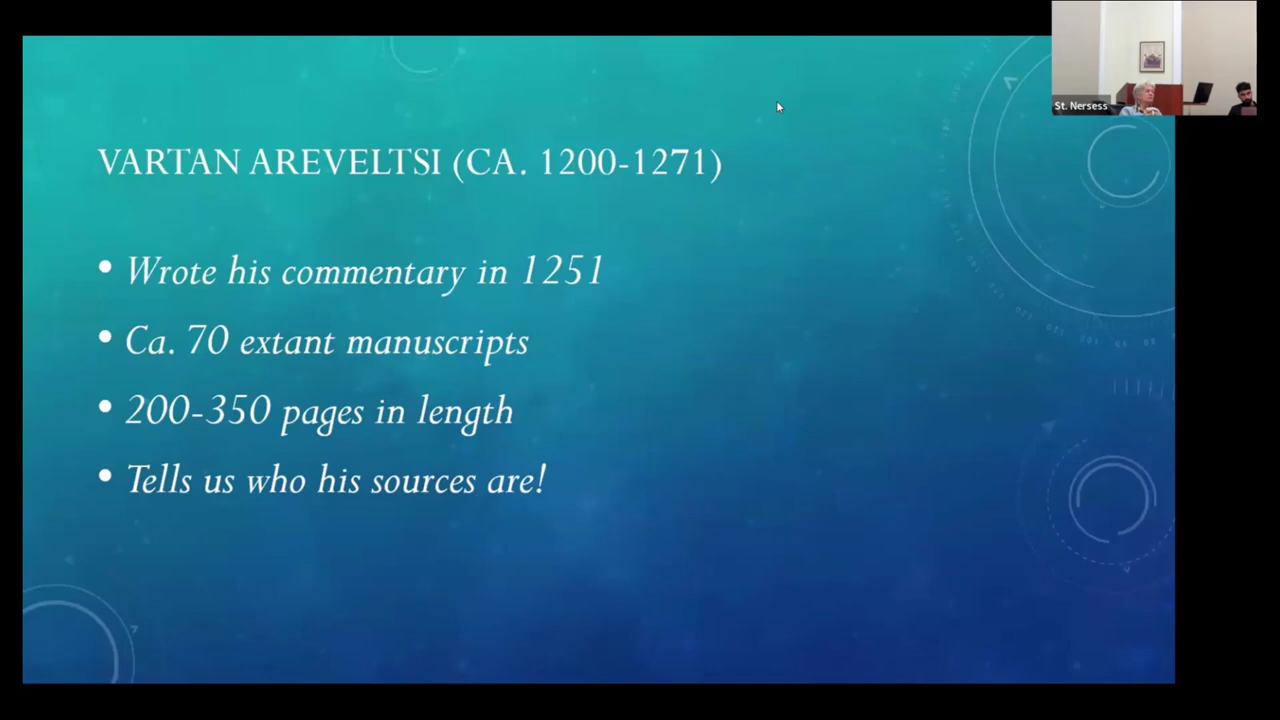 St. Nersess
VARTAN AREVELTSI (CA. 1200-1271)
• Wrote his commentary in 1251
• Ca. 70 extant manuscripts
• 200-350 pages in length
• Tells us who his sources are!